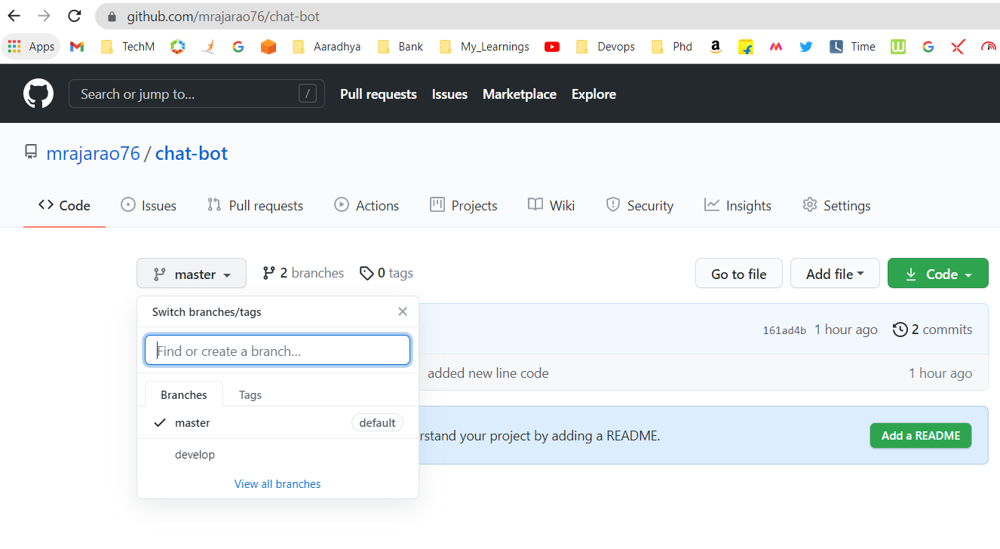 github.com/mrajarao76/chat-bot
Apps TechM Aaradhya Bank My_Learnings Devops Phd Time
Search or jump to... / Pull requests Issues Marketplace Explore
mrajarao76 / chat-bot
Code Issues Pull requests Actions Projects Wiki Security Insights Settings
master 2 branches 0 tags Go to file Add file Code
Switch branches/tags
161ad4b 1 hour ago 2 commits
Find or create a branch...
added new line code 1 hour ago
Branches Tags
master default
rstand your project by adding a README. Add a README
develop
View all branches